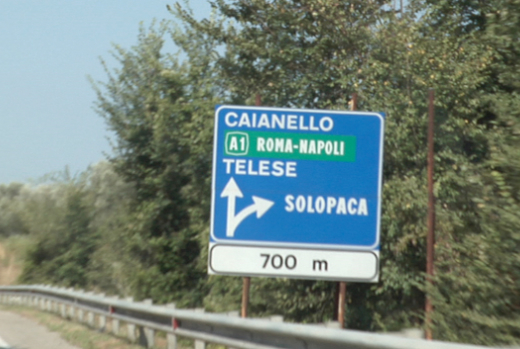 CAIANELLO
A1 ROMA-NAPOLI
TELESE
SOLOPACA
700 m